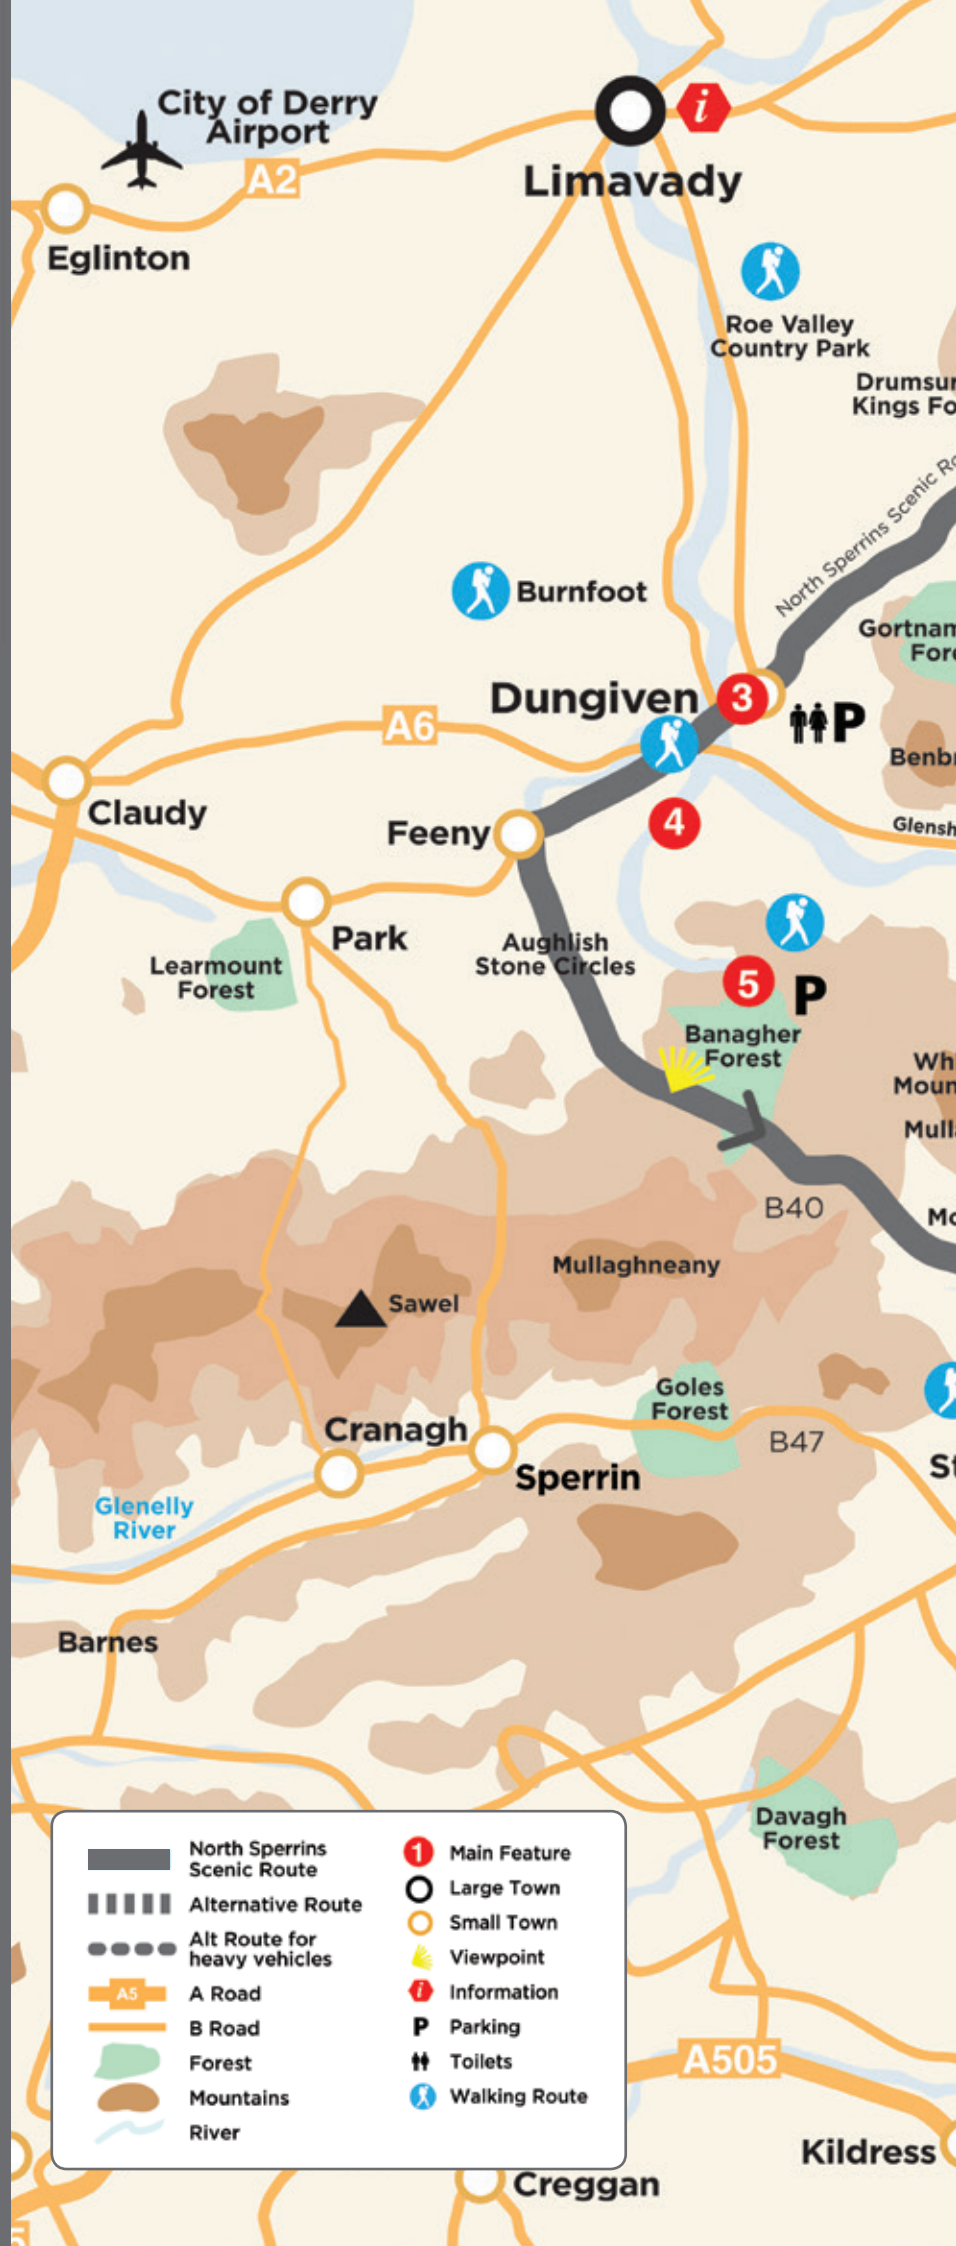 City of Derry
Airport
A2
Limavady
i
Eglinton
Roe Valley
Country Park
Drumsur
Kings Fo
North Sperrins Scenic Ro
Burnfoot
Gortnam
Fore
Dungiven
3
P
A6
Benbr
Claudy
Feeny
4
Glensh
Park
Aughlish
Stone Circles
Learmount
Forest
5
P
Banagher
Forest
Whi
Moun
Mulla
B40
Mo
Mullaghneany
Sawel
Goles
Forest
Cranagh
B47
Sperrin
St
Glenelly
River
Barnes
Davagh
Forest
North Sperrins
Scenic Route
Alternative Route
Alt Route for
heavy vehicles
A5
A Road
B Road
Forest
Mountains
River
1
Main Feature
Large Town
Small Town
Viewpoint
i
Information
P
Parking
Toilets
Walking Route
A505
Kildress
Creggan
5